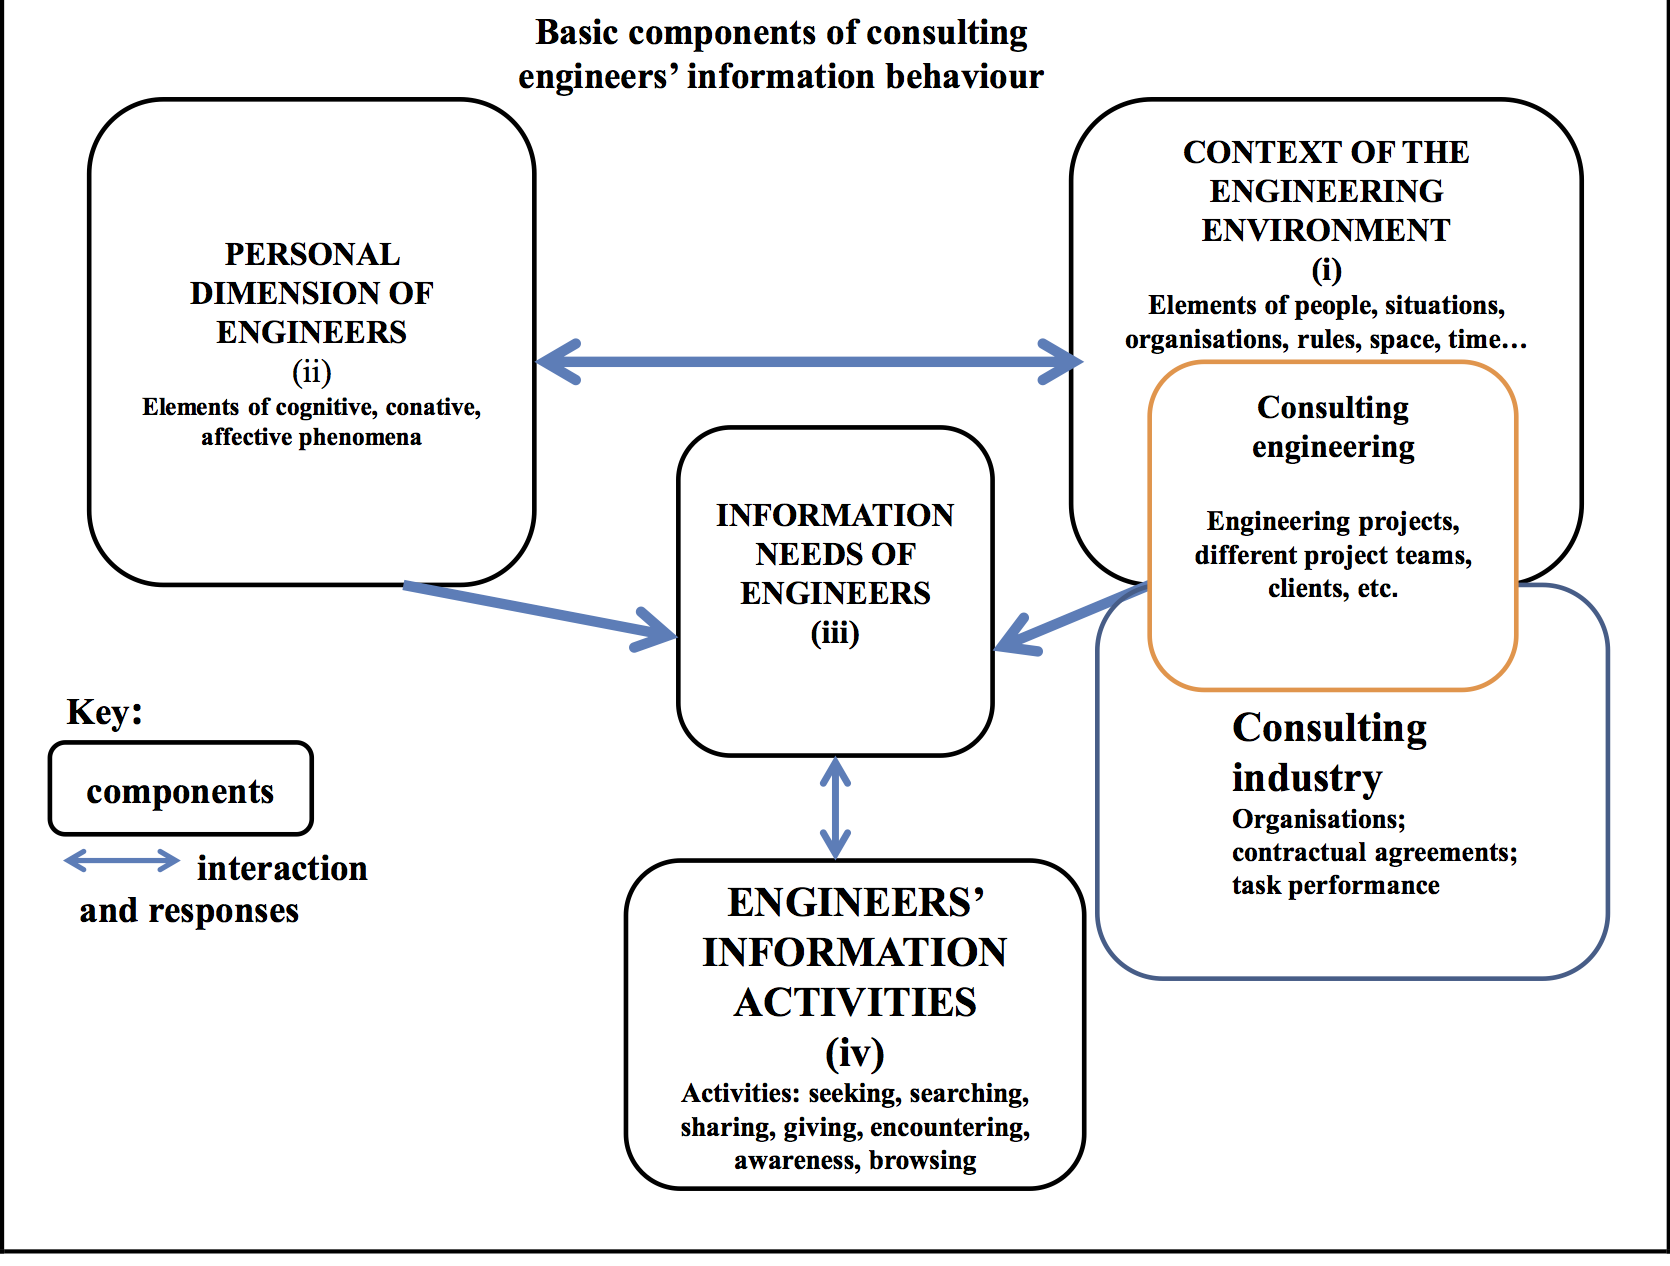 Basic components of consulting
engineers’ information behaviour
PERSONAL
DIMENSION OF
ENGINEERS
(ii)
Elements of cognitive, conative,
affective phenomena
CONTEXT OF THE
ENGINEERING
ENVIRONMENT
(i)
Elements of people, situations,
organisations, rules, space, time…
Consulting
engineering
Engineering projects,
different project teams,
clients, etc.
INFORMATION
NEEDS OF
ENGINEERS
(iii)
Consulting
industry
Organisations;
contractual agreements;
task performance
Key:
components
interaction
and responses
ENGINEERS’
INFORMATION
ACTIVITIES
(iv)
Activities: seeking, searching,
sharing, giving, encountering,
awareness, browsing